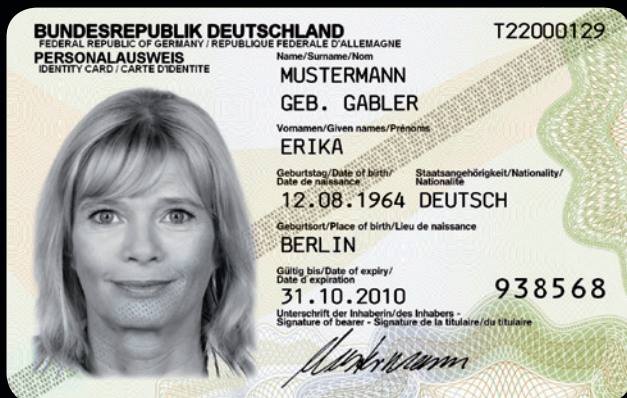 BUNDESREPUBLIK DEUTSCHLAND
T22000129
FEDERAL REPUBLIC OF GERMANY / REPUBLIQUE FEDERALE D'ALLEMAGNE
PERSONALAUSWEIS
IDENTITY CARD / CARTE D'IDENTITE
Name/Surname/Nom
MUSTERMANN
GEB. GABLER
Vornamen/Given names/Prénoms
ERIKA
Geburtstag/Date of birth/
Date de naissance
Staatsangehörigkeit/Nationality/
Nationalité
12.08.1964 DEUTSCH
Geburtsort/Place of birth/Lieu de naissance
BERLIN
Gültig bis/Date of expiry/
Date d'expiration
31.10.2010
938568
Unterschrift der Inhaberin/des Inhabers -
Signature of bearer - Signature de la titulaire/du titulaire
Mustermann